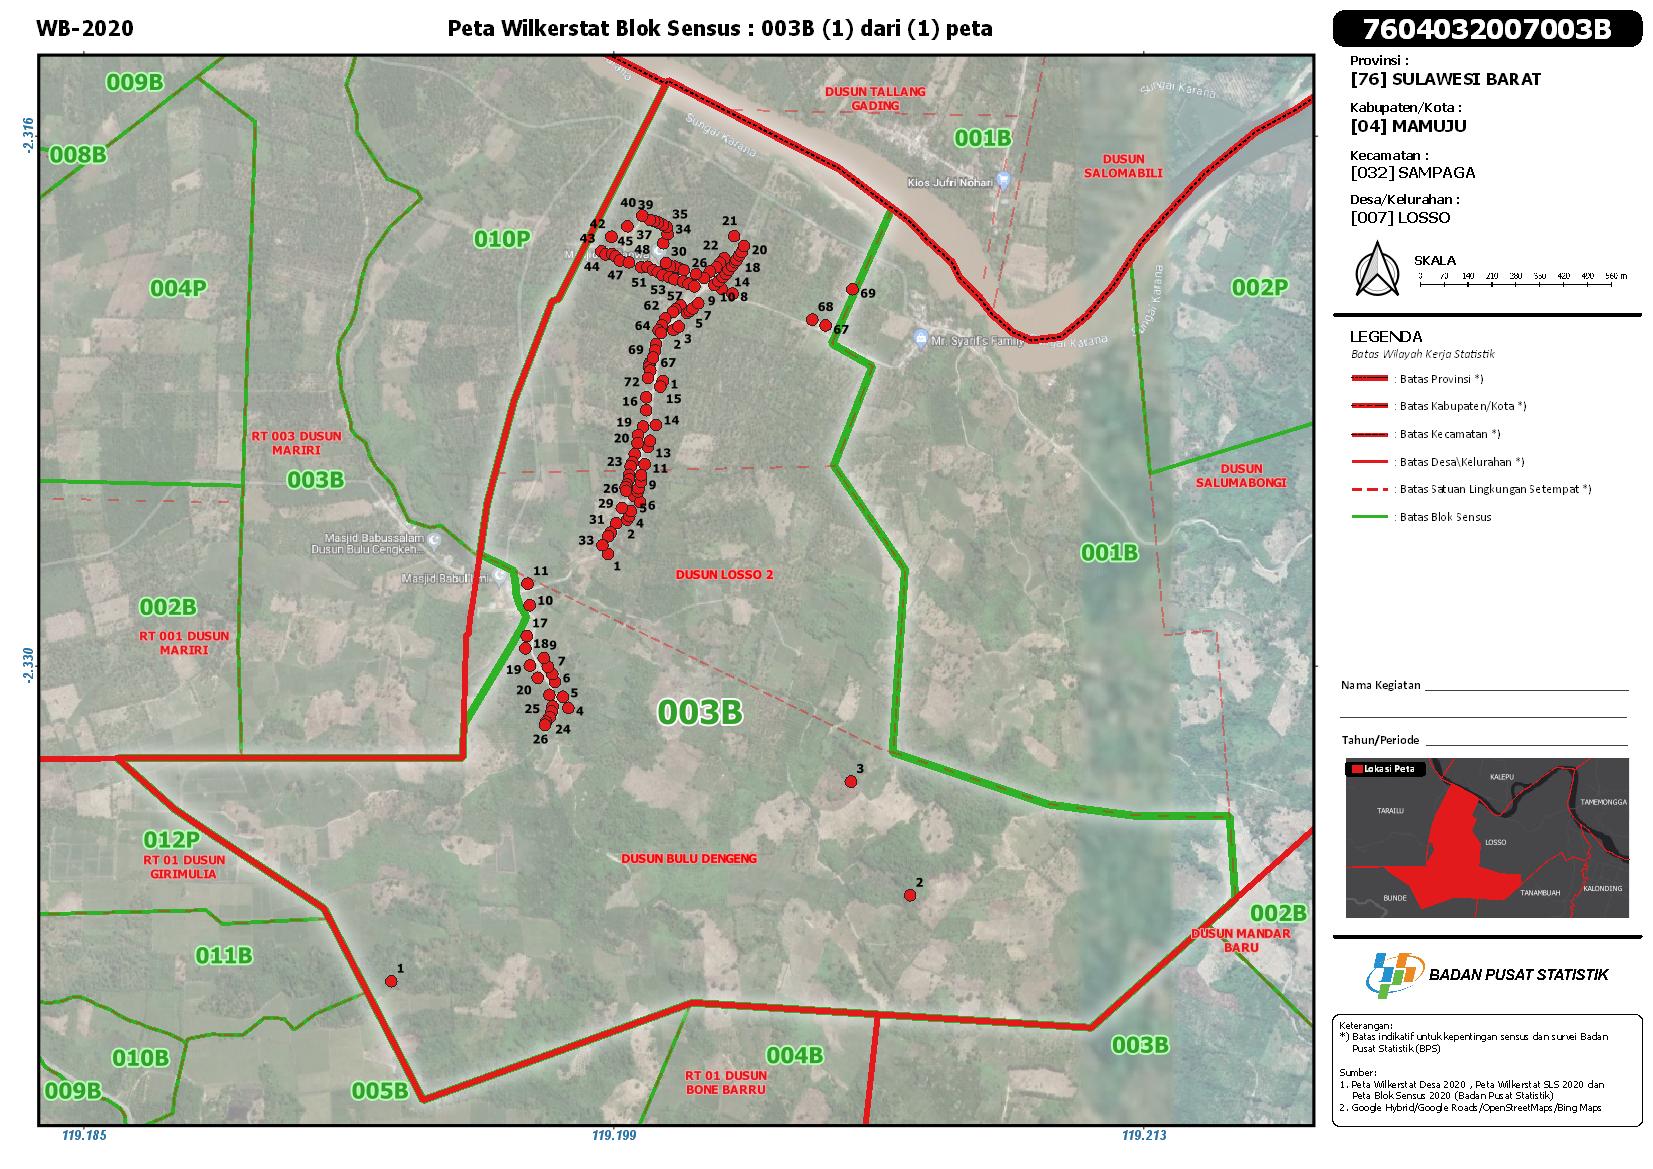 WB-2020
Peta Wilkerstat Blok Sensus : 003B (1) dari (1) peta
7604032007003B
Provinsi :
[76] SULAWESI BARAT
Kabupaten/Kota :
[04] MAMUJU
Kecamatan :
[032] SAMPAGA
Desa/Kelurahan :
[007] LOSSO
SKALA
0 70 140 210 280 350 420 490 560 m
LEGENDA
Batas Wilayah Kerja Statistik
: Batas Provinsi *)
: Batas Kabupaten/Kota *)
: Batas Kecamatan *)
: Batas Desa\Kelurahan *)
: Batas Satuan Lingkungan Setempat *)
: Batas Blok Sensus
Nama Kegiatan
Tahun/Periode
Lokasi Peta
KALEPU
TARAILU
TAMEMONGGA
LOSSO
BUNDE
TANAMBUAH
KALONDING
BADAN PUSAT STATISTIK
Keterangan:
*) Batas indikatif untuk kepentingan sensus dan survei Badan
Pusat Statistik (BPS)
Sumber:
1. Peta Wilkerstat Desa 2020 , Peta Wilkerstat SLS 2020 dan
Peta Blok Sensus 2020 (Badan Pusat Statistik)
2. Google Hybrid/Google Roads/OpenStreetMaps/Bing Maps
009B
DUSUN TALLANG
GADING
Sungai Karana
Sungai Karana
001B
008B
-2.316
DUSUN
SALOMABILI
Kios Jufri Nohari
40 39
35
42
37
34
21
43
45
48
30
22
20
010P
44
47
26
18
51
53
14
004P
57
10
8
62
9
7
69
002P
Sungai Karana
64
5
68
67
3
2
Mr. Syarif's Family
69
67
72
1
16
15
19
14
RT 003 DUSUN
MARIRI
20
13
23
11
003B
26
9
DUSUN
SALUMABONGI
29
6
5
31
4
33
2
1
Masjid Babussalam
Dusun Bulu Cengkeh...
001B
DUSUN LOSSO 2
11
10
002B
RT 001 DUSUN
MARIRI
17
18
9
-2.330
19
7
6
20
5
25
4
24
26
003B
3
012P
RT 01 DUSUN
GIRIMULIA
DUSUN BULU DENGENG
2
002B
DUSUN MANDAR
BARU
011B
1
010B
003B
004B
RT 01 DUSUN
BONE BARRU
009B
005B
119.185
119.199
119.213